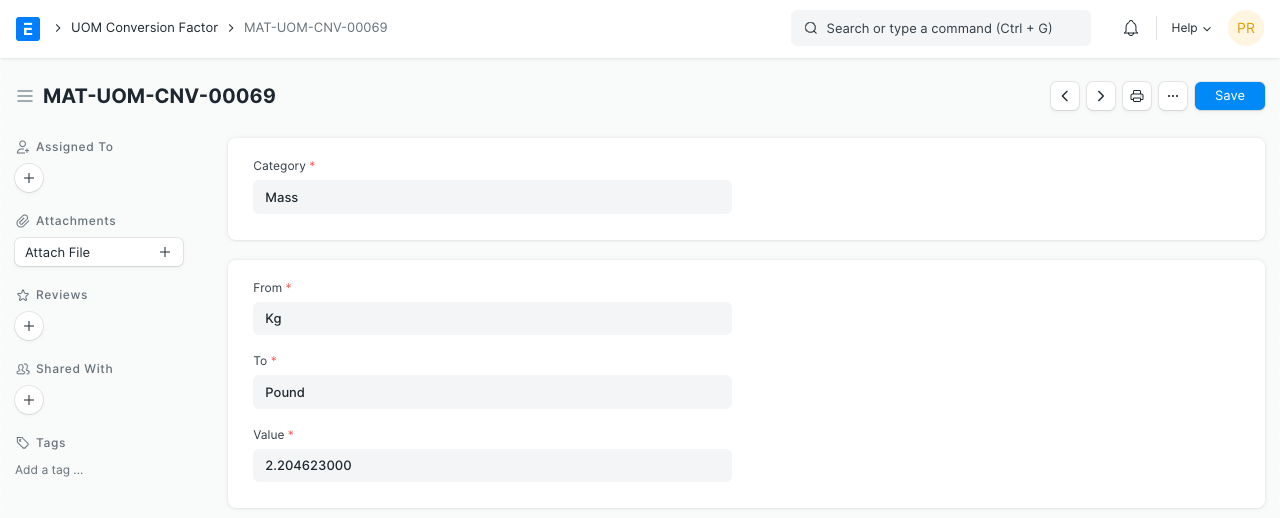 E UOM Conversion Factor MAT-UOM-CNV-00069 Search or type a command (Ctrl + G) Help PR
MAT-UOM-CNV-00069 Save
Assigned To
Attachments
Attach File
Reviews
Shared With
Tags
Add a tag ...
Category *
Mass
From *
Kg
To *
Pound
Value *
2.204623000